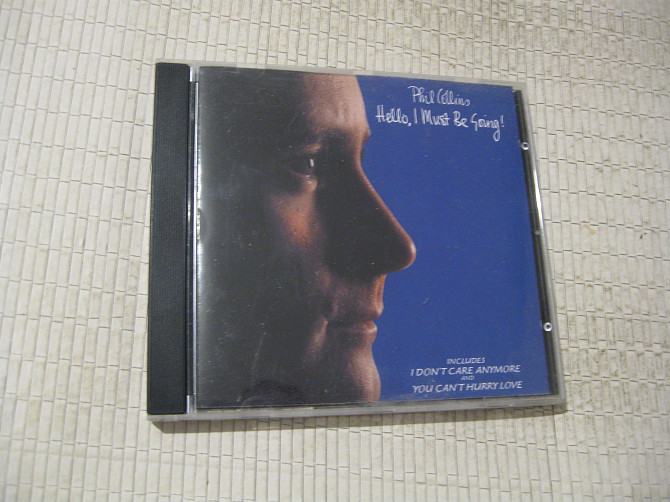 Phil Collins
Hello, I Must Be Going!
INCLUDES
I DON'T CARE ANYMORE
AND
YOU CAN'T HURRY LOVE